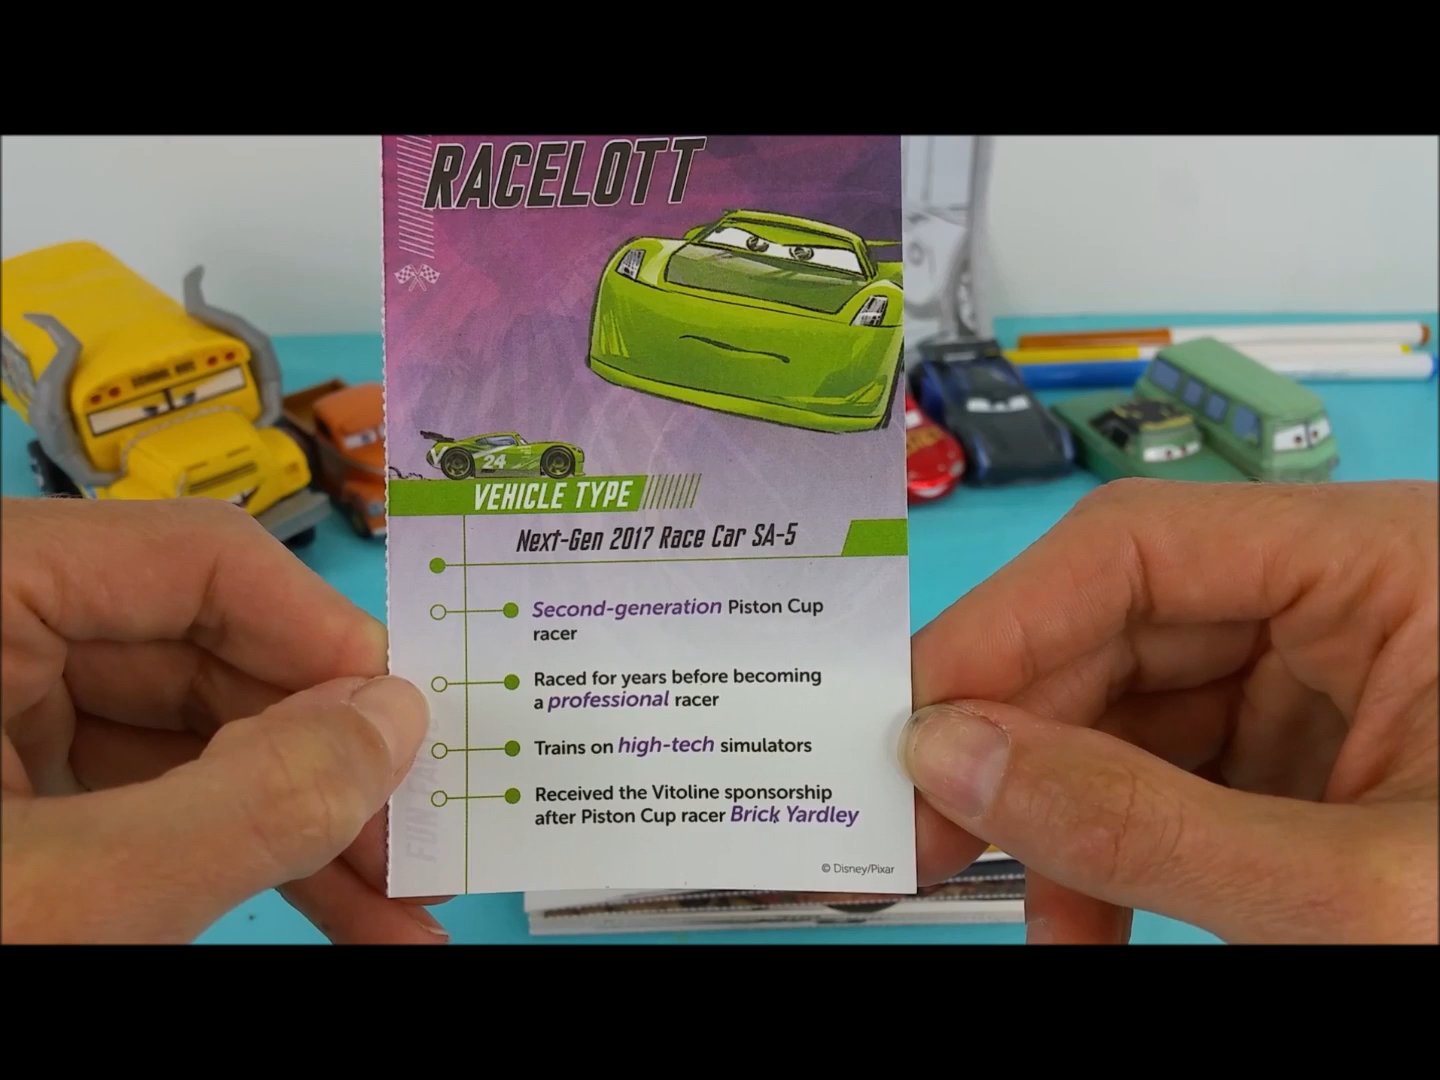 RACELOTT
SCHOOL BUS
24
VEHICLE TYPE
Next-Gen 2017 Race Car SA-5
Second-generation Piston Cup
racer
Raced for years before becoming
a professional racer
Trains on high-tech simulators
Received the Vitoline sponsorship
after Piston Cup racer Brick Yardley
© Disney/Pixar